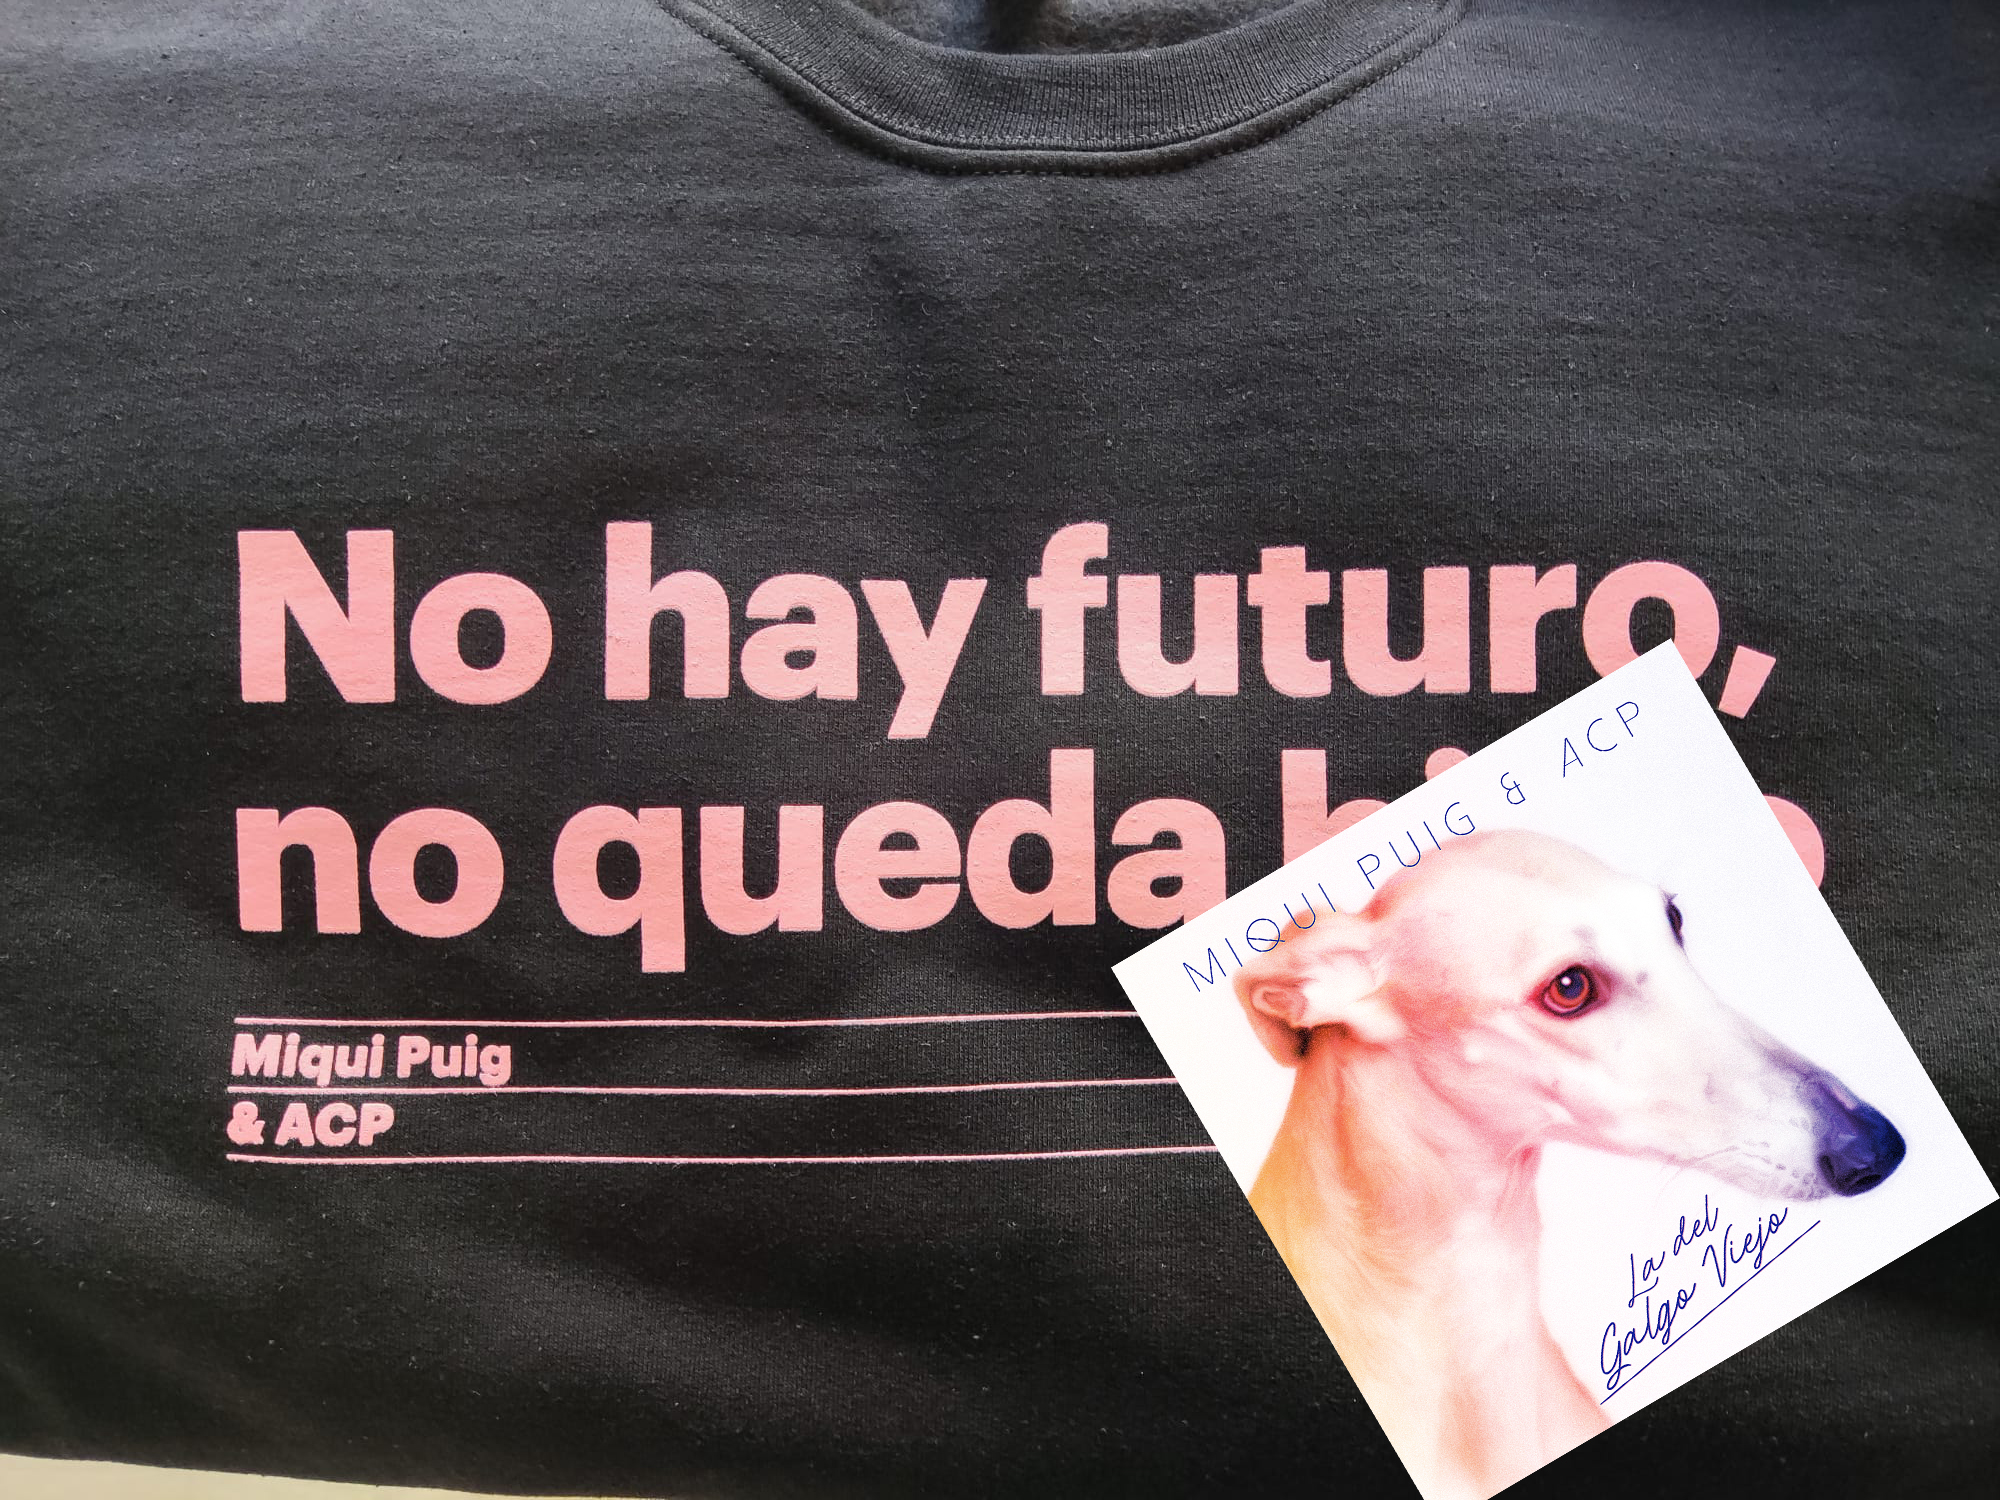 No hay futuro,
no queda
Miqui Puig
& ACP
MIQUI PUIG & ACP
La del
Galgo Viejo